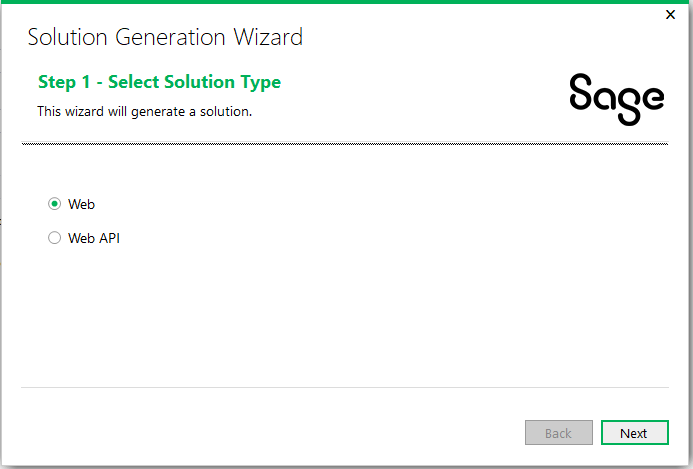 Solution Generation Wizard
Step 1 - Select Solution Type
This wizard will generate a solution.
Sage
Web
Web API
Back
Next